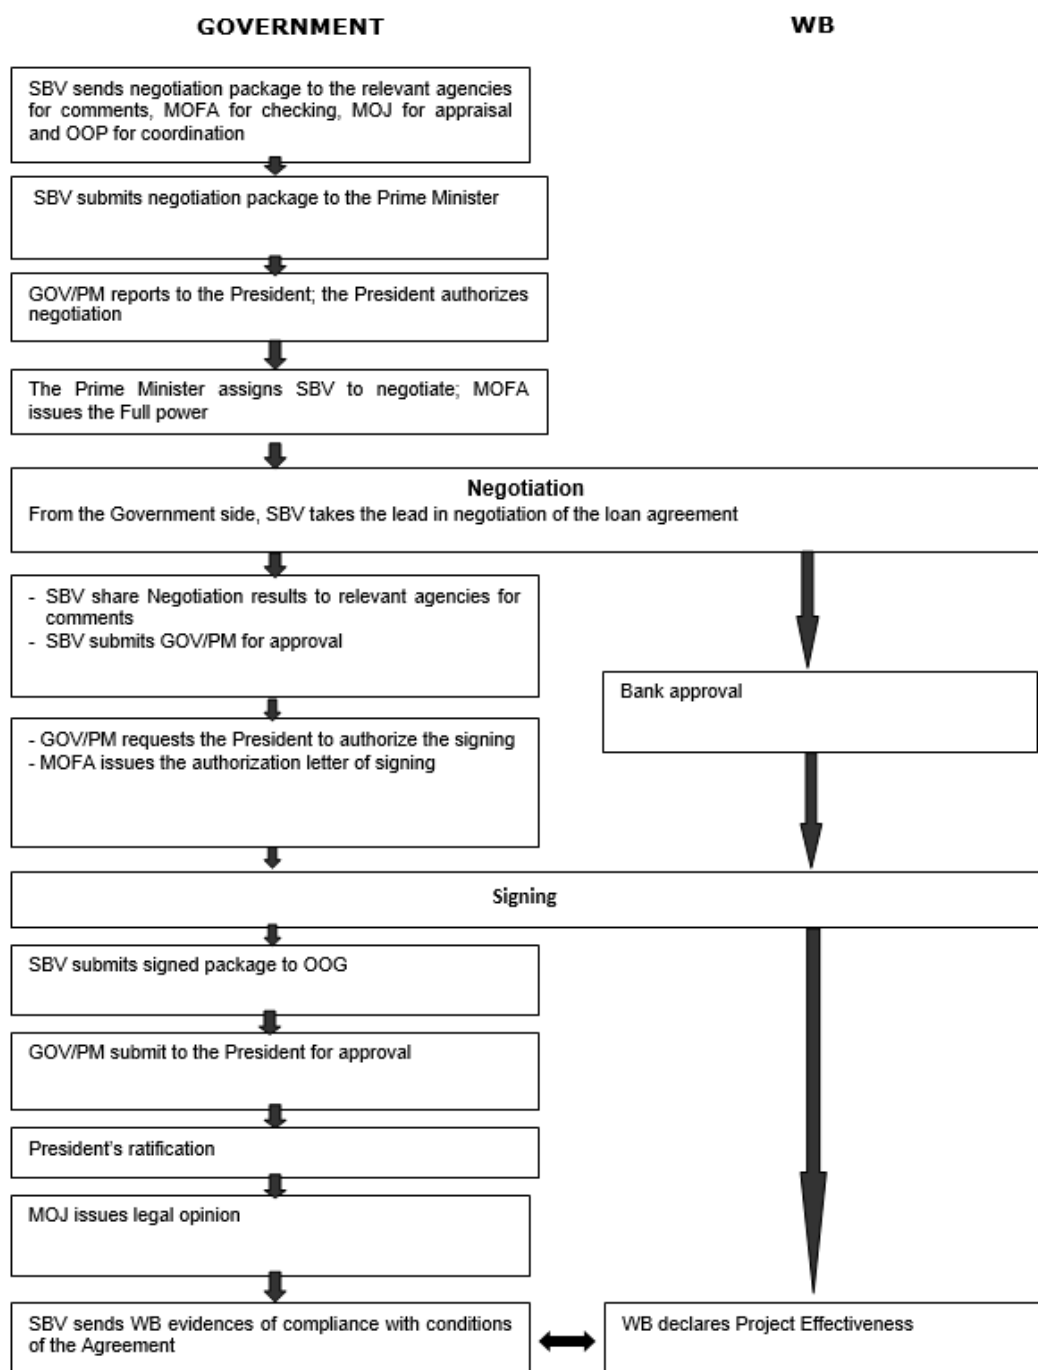 GOVERNMENT
WB
SBV sends negotiation package to the relevant agencies
for comments, MOFA for checking, MOJ for appraisal
and OOP for coordination
SBV submits negotiation package to the Prime Minister
GOV/PM reports to the President; the President authorizes
negotiation
The Prime Minister assigns SBV to negotiate; MOFA
issues the Full power
Negotiation
From the Government side, SBV takes the lead in negotiation of the loan agreement
- SBV share Negotiation results to relevant agencies for
comments
- SBV submits GOV/PM for approval
Bank approval
- GOV/PM requests the President to authorize the signing
- MOFA issues the authorization letter of signing
Signing
SBV submits signed package to OOG
GOV/PM submit to the President for approval
President's ratification
MOJ issues legal opinion
SBV sends WB evidences of compliance with conditions
of the Agreement
WB declares Project Effectiveness